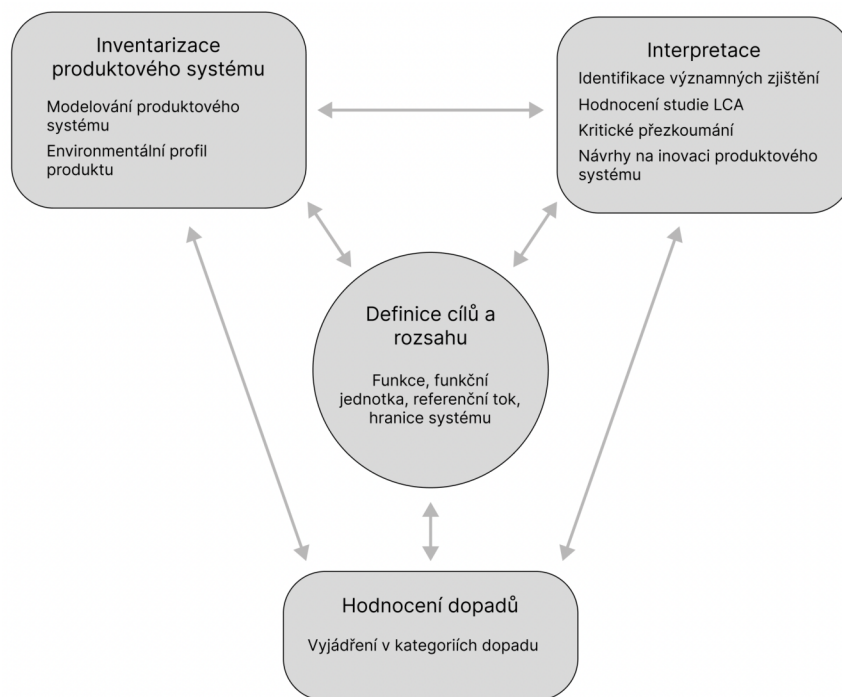 Inventarizace
produktového systému
Modelování produktového
systému
Environmentální profil
produktu
Interpretace
Identifikace významných zjištění
Hodnocení studie LCA
Kritické přezkoumání
Návrhy na inovaci produktového
systému
Definice cílů a
rozsahu
Funkce, funkční
jednotka, referenční tok,
hranice systému
Hodnocení dopadů
Vyjádření v kategoriích dopadu